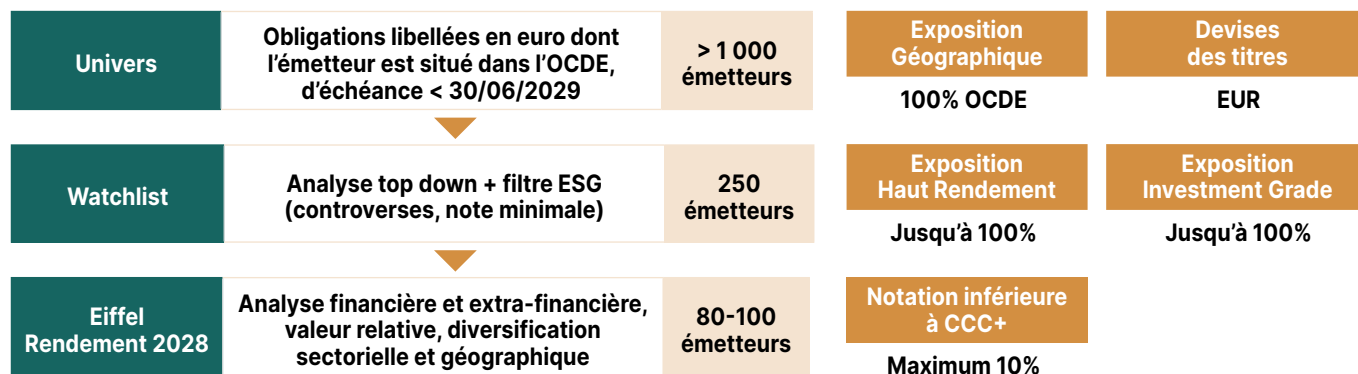 Univers
Obligations libellées en euro dont
l'émetteur est situé dans l'OCDE,
d'échéance < 30/06/2029
> 1 000
émetteurs
Exposition
Géographique
100% OCDE
Devises
des titres
EUR
Watchlist
Analyse top down + filtre ESG
(controverses, note minimale)
250
émetteurs
Exposition
Haut Rendement
Jusqu'à 100%
Exposition
Investment Grade
Jusqu'à 100%
Eiffel
Rendement 2028
Analyse financière et extra-financière,
valeur relative, diversification
sectorielle et géographique
80-100
émetteurs
Notation inférieure
à CCC+
Maximum 10%